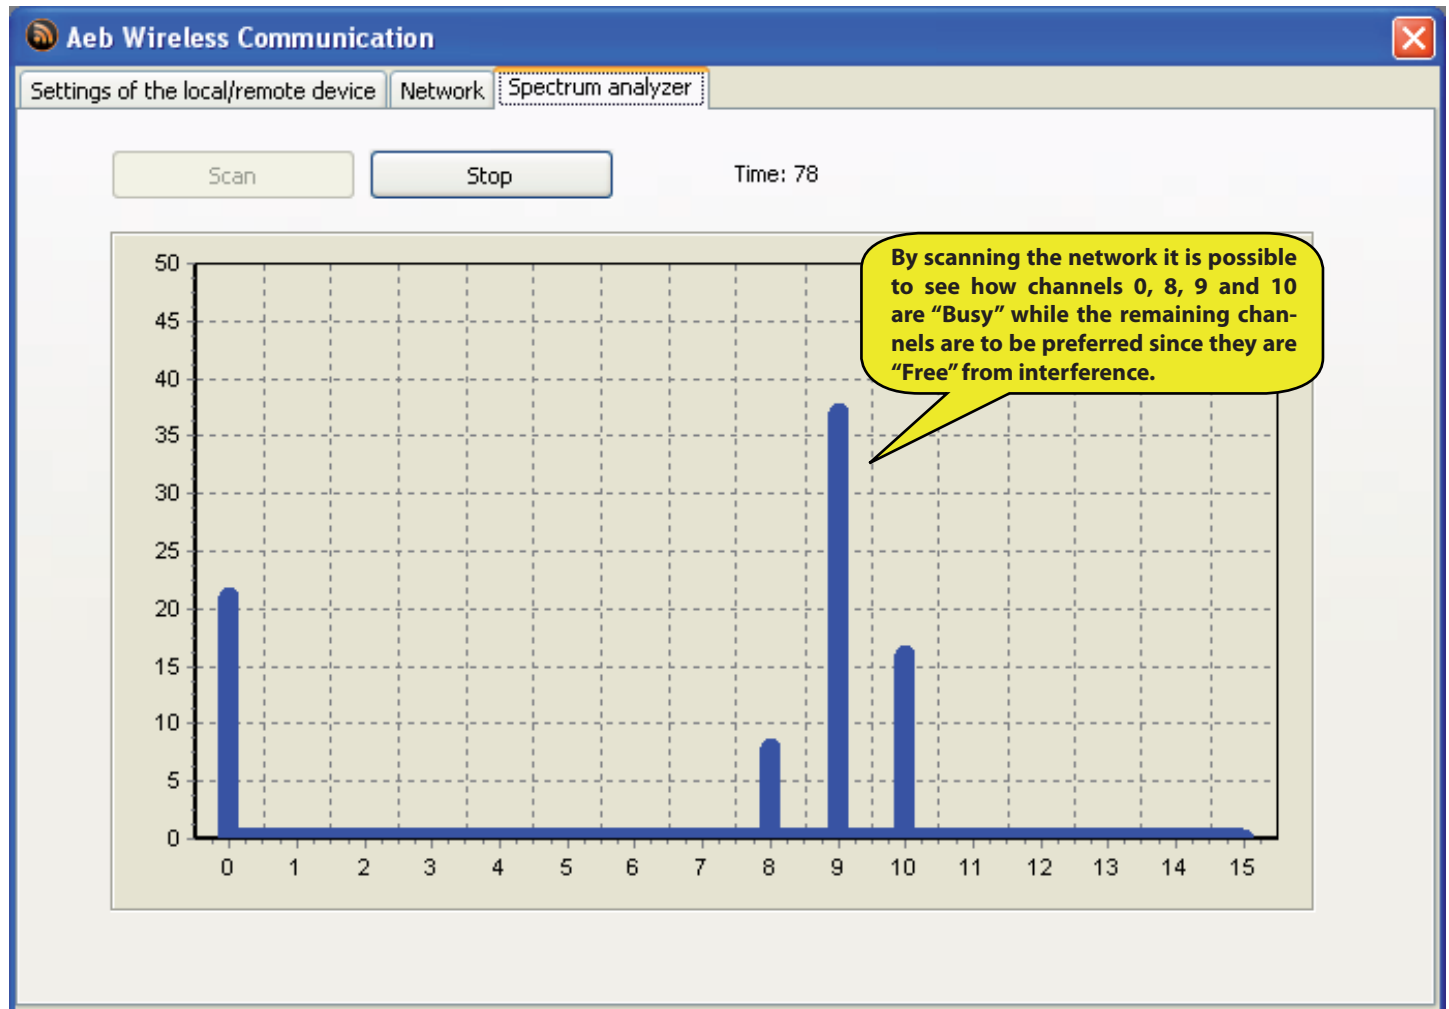 Aeb Wireless Communication
Settings of the local/remote device Network Spectrum analyzer
Scan Stop Time: 78
By scanning the network it is possible
to see how channels 0, 8, 9 and 10
are “Busy” while the remaining chan-
nels are to be preferred since they are
“Free” from interference.
50
45
40
35
30
25
20
15
10
5
0
0 1 2 3 4 5 6 7 8 9 10 11 12 13 14 15